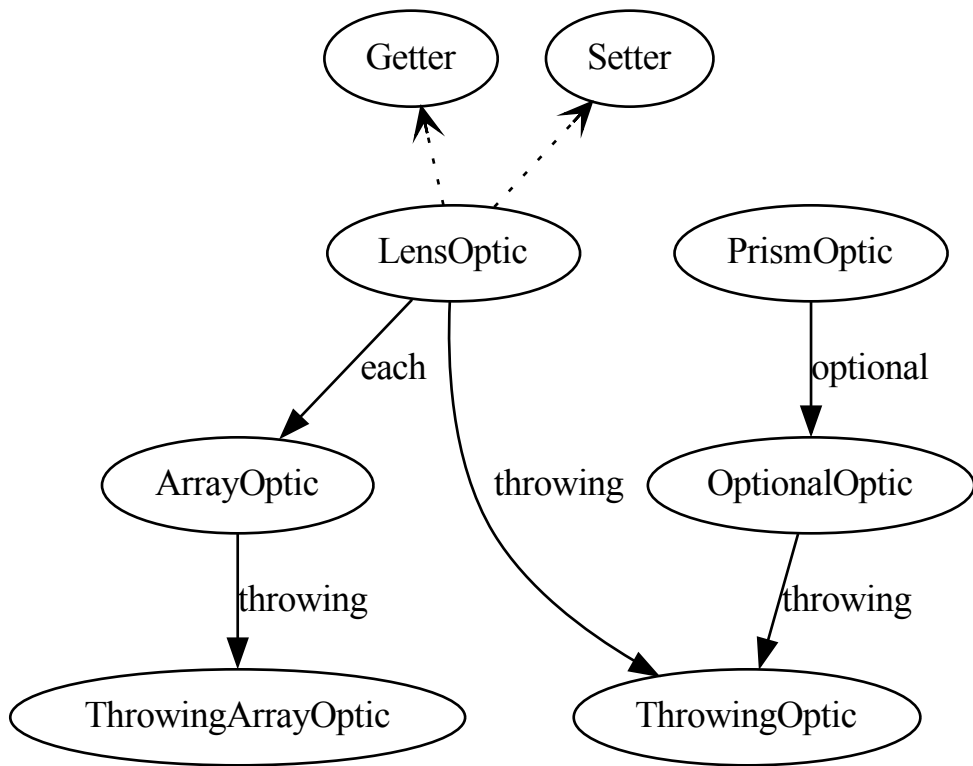 Getter
Setter
LensOptic
PrismOptic
each
optional
ArrayOptic
throwing
OptionalOptic
throwing
throwing
ThrowingArrayOptic
ThrowingOptic